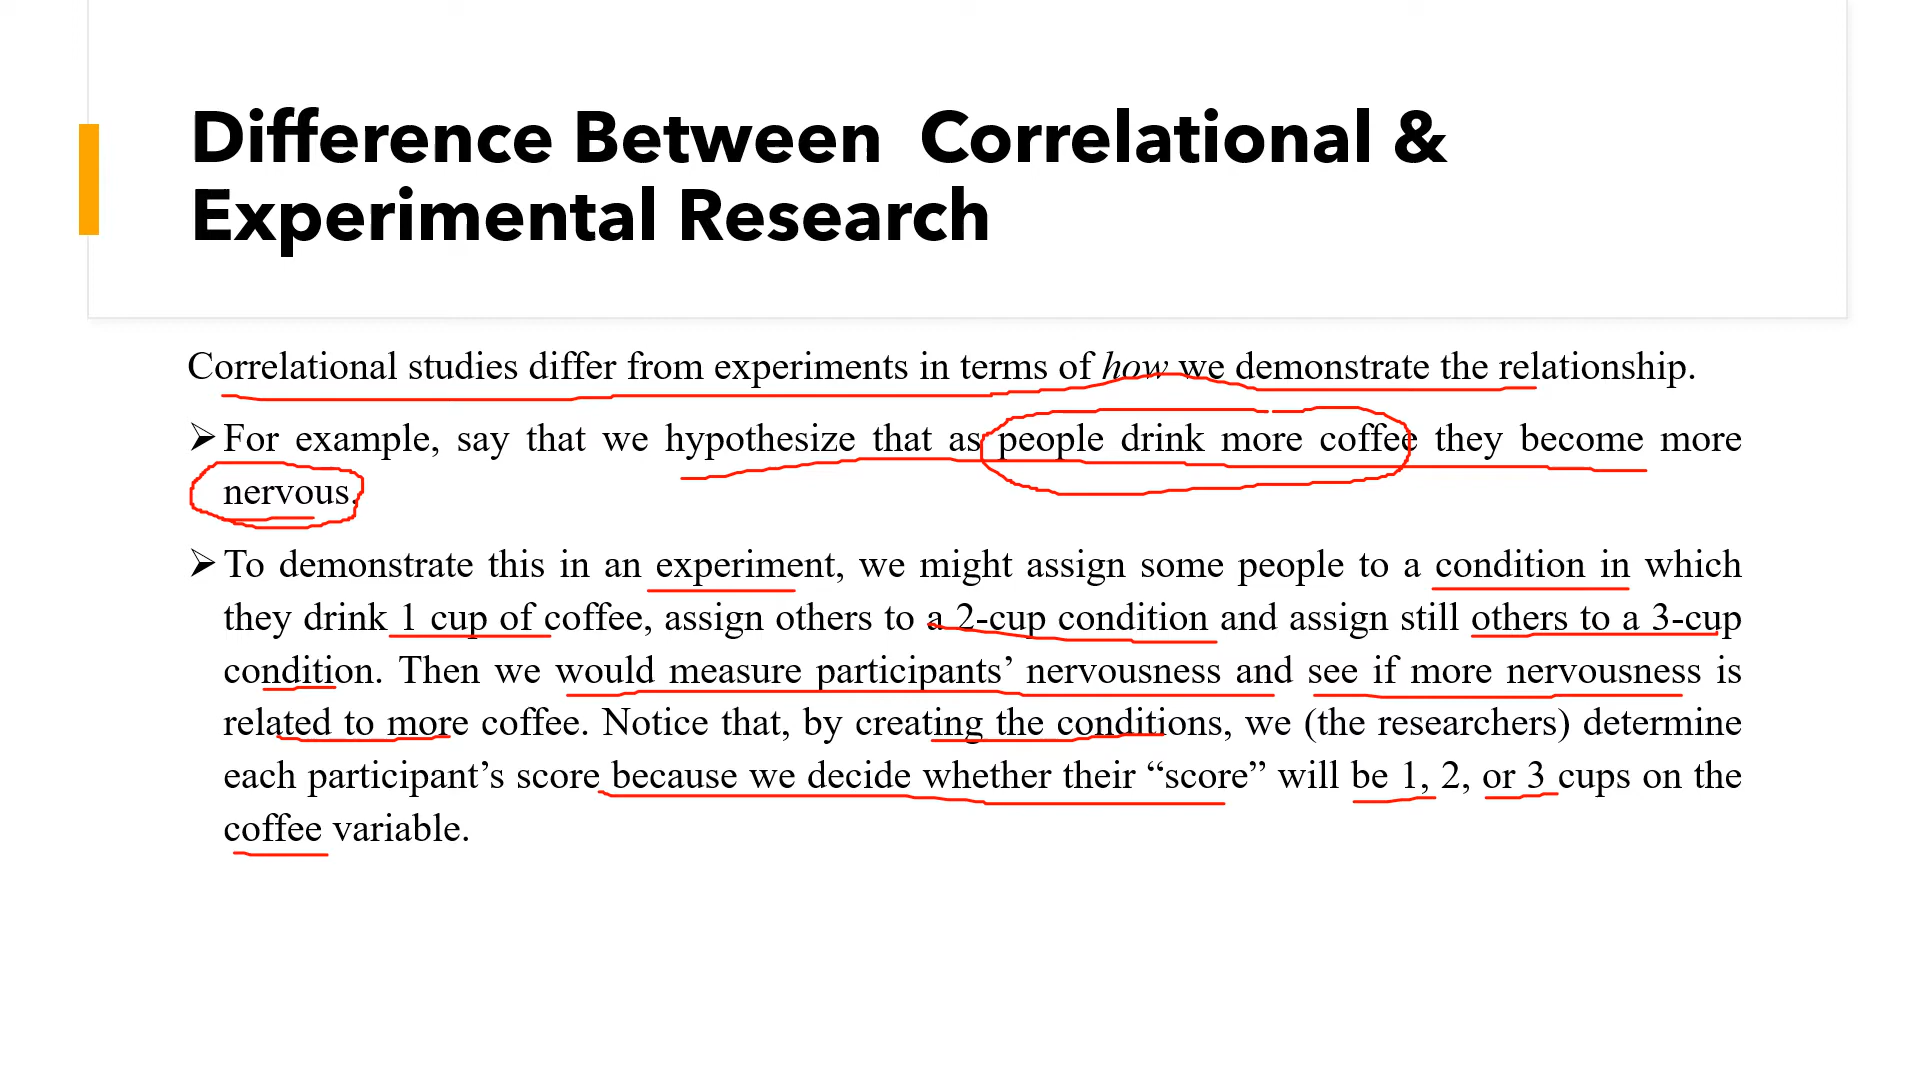 Difference Between  Correlational &
Experimental Research
Correlational studies differ from experiments in terms of how we demonstrate the relationship.
➢ For example, say that we hypothesize that as people drink more coffee they become more
nervous.
➢ To demonstrate this in an experiment, we might assign some people to a condition in which
they drink 1 cup of coffee, assign others to a 2-cup condition and assign still others to a 3-cup
condition. Then we would measure participants’ nervousness and see if more nervousness is
related to more coffee. Notice that, by creating the conditions, we (the researchers) determine
each participant’s score because we decide whether their “score” will be 1, 2, or 3 cups on the
coffee variable.